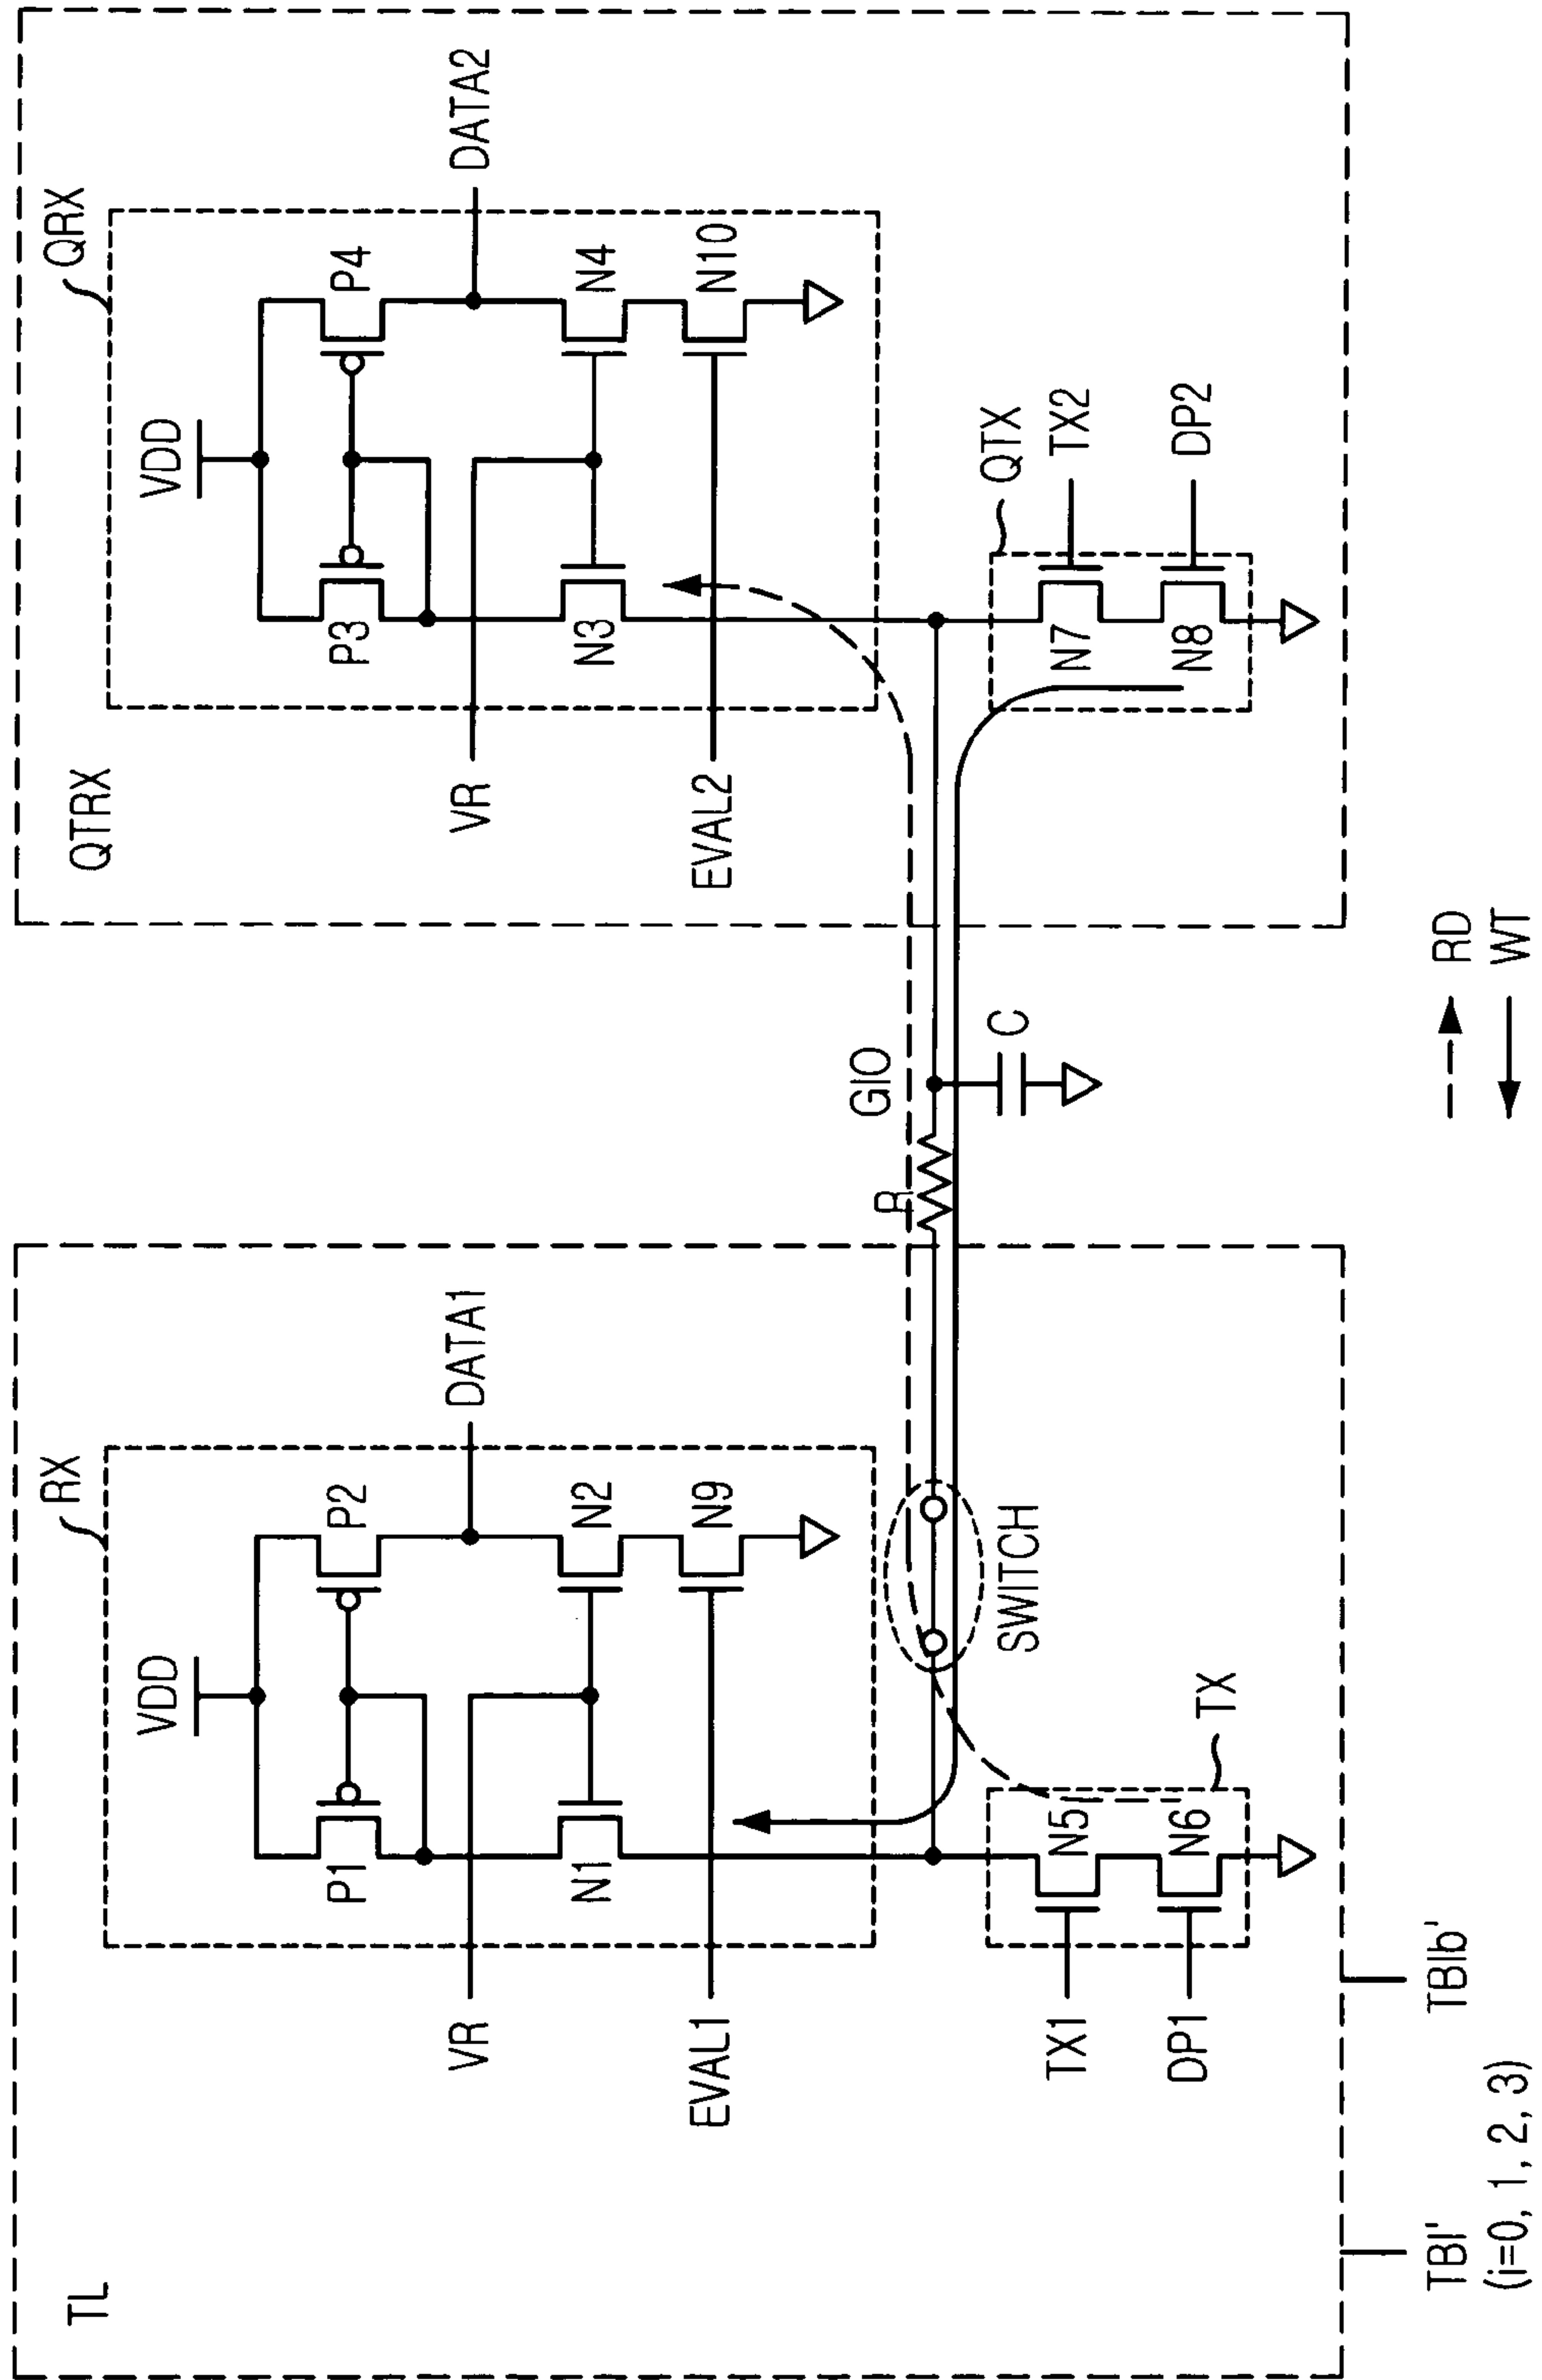 TL
RX
VDD
P1
P2
VR
DATA1
N1
N2
EVAL1
N9
SWITCH
TX1
N5
TX
DP1
N6
TBI'
TBIb'
(i=0, 1, 2, 3)
R
GIO
C
QTRX
QRX
VDD
P3
P4
VR
DATA2
N3
N4
EVAL2
N10
QTX
N7
TX2
N8
DP2
RD
WT